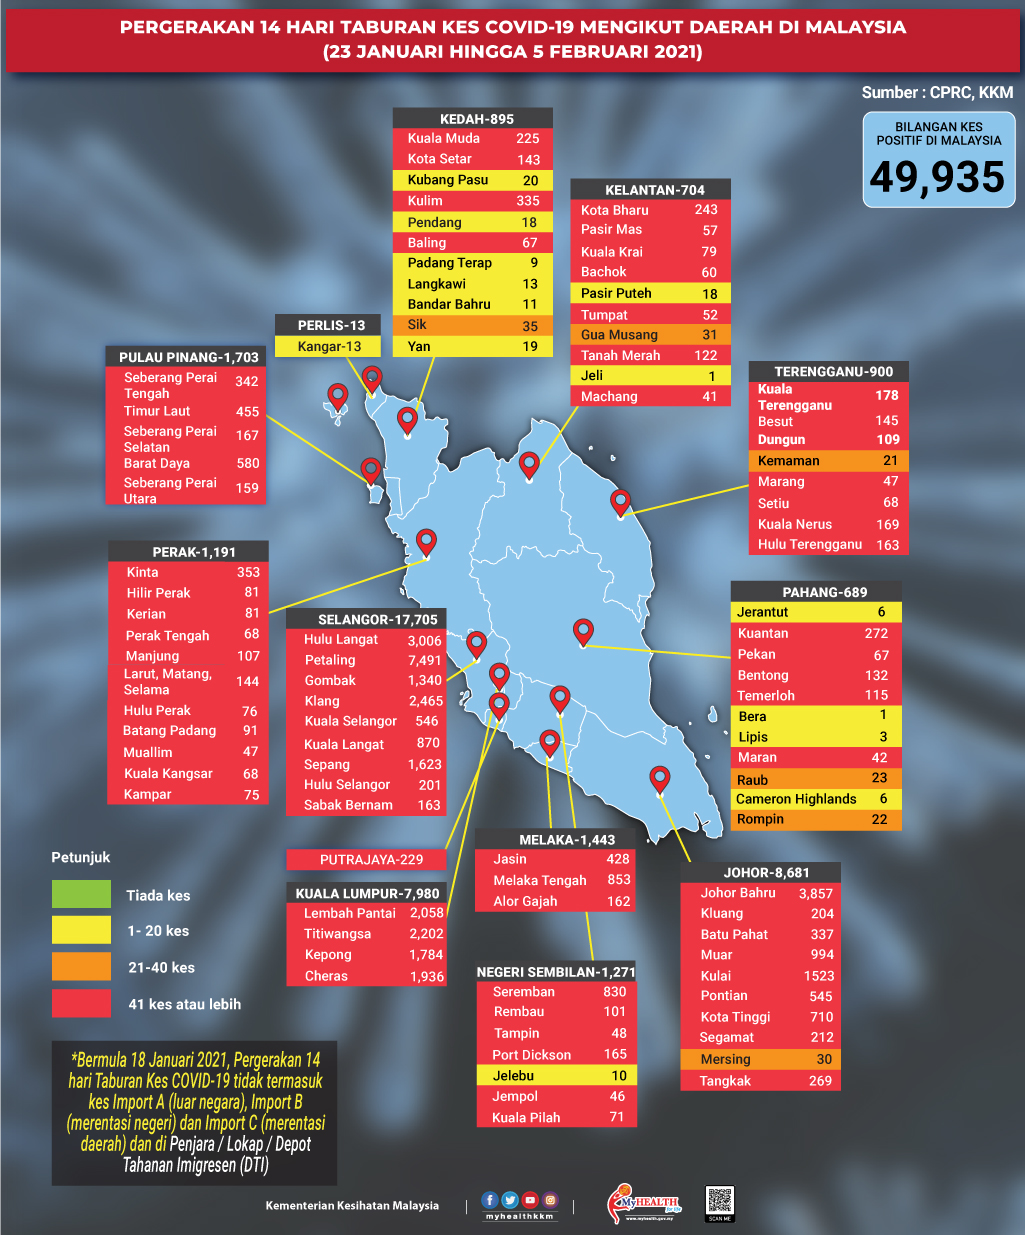 PERGERAKAN 14 HARI TABURAN KES COVID-19 MENGIKUT DAERAH DI MALAYSIA
(23 JANUARI HINGGA 5 FEBRUARI 2021)
Sumber : CPRC, KKM
BILANGAN KES
POSITIF DI MALAYSIA
49,935
KEDAH-895
Kuala Muda 225
Kota Setar 143
Kubang Pasu 20
Kulim 335
Pendang 18
Baling 67
Padang Terap 9
Langkawi 13
Bandar Bahru 11
Sik 35
Yan 19
KELANTAN-704
Kota Bharu 243
Pasir Mas 57
Kuala Krai 79
Bachok 60
Pasir Puteh 18
Tumpat 52
Gua Musang 31
Tanah Merah 122
Jeli 1
Machang 41
PERLIS-13
Kangar-13
PULAU PINANG-1,703
Seberang Perai
Tengah 342
Timur Laut 455
Seberang Perai
Selatan 167
Barat Daya 580
Seberang Perai
Utara 159
TERENGGANU-900
Kuala
Terengganu 178
Besut 145
Dungun 109
Kemaman 21
Marang 47
Setiu 68
Kuala Nerus 169
Hulu Terengganu 163
PERAK-1,191
Kinta 353
Hilir Perak 81
Kerian 81
Perak Tengah 68
Manjung 107
Larut, Matang,
Selama 144
Hulu Perak 76
Batang Padang 91
Muallim 47
Kuala Kangsar 68
Kampar 75
SELANGOR-17,705
Hulu Langat 3,006
Petaling 7,491
Gombak 1,340
Klang 2,465
Kuala Selangor 546
Kuala Langat 870
Sepang 1,623
Hulu Selangor 201
Sabak Bernam 163
PAHANG-689
Jerantut 6
Kuantan 272
Pekan 67
Bentong 132
Temerloh 115
Bera 1
Lipis 3
Maran 42
Raub 23
Cameron Highlands 6
Rompin 22
PUTRAJAYA-229
KUALA LUMPUR-7,980
Lembah Pantai 2,058
Titiwangsa 2,202
Kepong 1,784
Cheras 1,936
MELAKA-1,443
Jasin 428
Melaka Tengah 853
Alor Gajah 162
NEGERI SEMBILAN-1,271
Seremban 830
Rembau 101
Tampin 48
Port Dickson 165
Jelebu 10
Jempol 46
Kuala Pilah 71
JOHOR-8,681
Johor Bahru 3,857
Kluang 204
Batu Pahat 337
Muar 994
Kulai 1523
Pontian 545
Kota Tinggi 710
Segamat 212
Mersing 30
Tangkak 269
Petunjuk
Tiada kes
1- 20 kes
21-40 kes
41 kes atau lebih
*Bermula 18 Januari 2021, Pergerakan 14
hari Taburan Kes COVID-19 tidak termasuk
kes Import A (luar negara), Import B
(merentasi negeri) dan Import C (merentasi
daerah) dan di Penjara / Lokap / Depot
Tahanan Imigresen (DTI)
Kementerian Kesihatan Malaysia
myhealthkkm
MyHEALTH
for life
www.myhealth.gov.my
SCAN ME